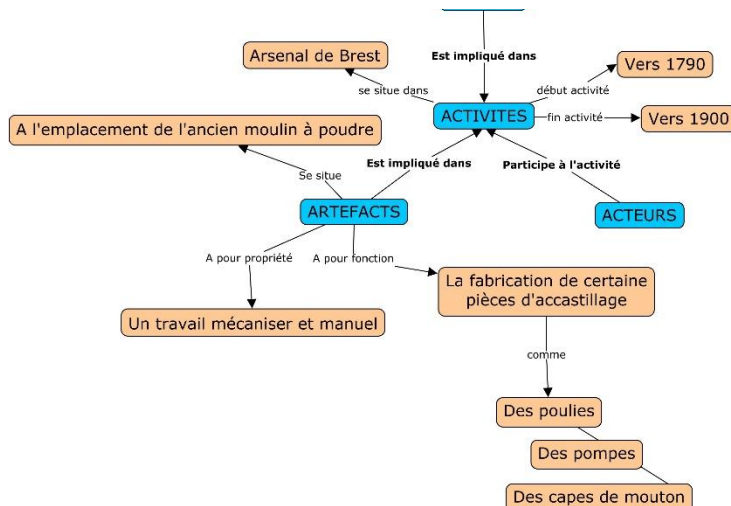 Est impliqué dans
Arsenal de Brest
Vers 1790
se situe dans
début activité
ACTIVITES
fin activité
Vers 1900
A l'emplacement de l'ancien moulin à poudre
Est impliqué dans
Participe à l'activité
Se situe
ARTEFACTS
ACTEURS
A pour propriété
A pour fonction
La fabrication de certaine
pièces d'accastillage
Un travail mécaniser et manuel
comme
Des poulies
Des pompes
Des capes de mouton